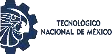 TECNOLÓGICO
NACIONAL DE MÉXICO